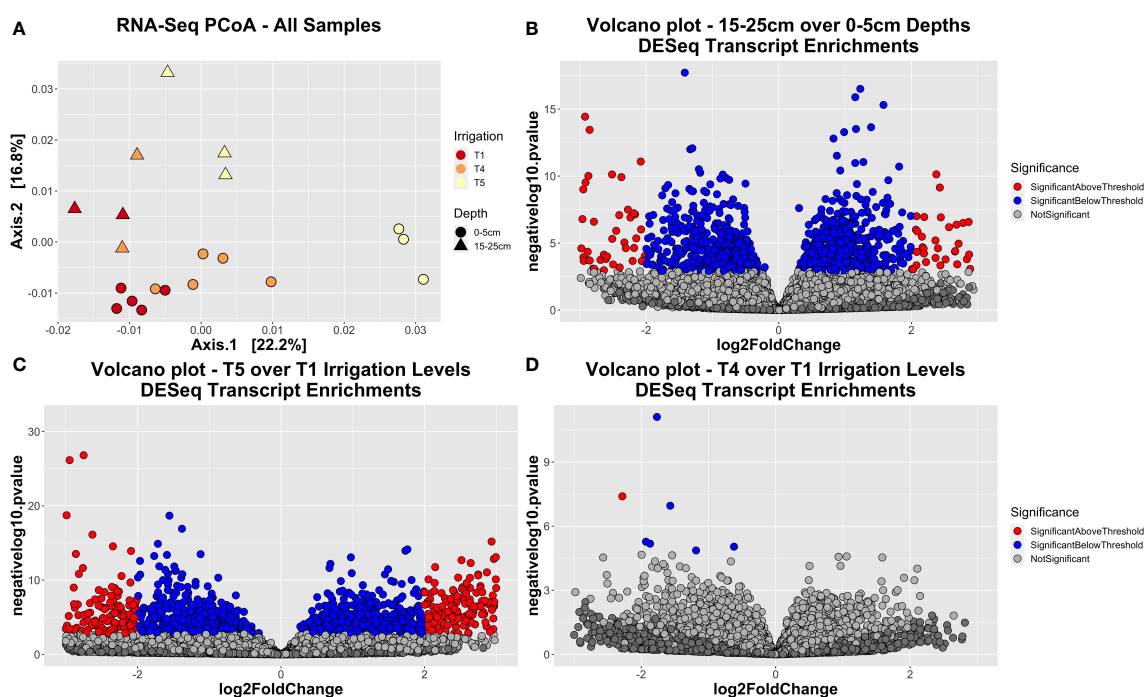 A
RNA-Seq PCoA - All Samples
0.03
0.02
0.01
0.00
-0.01
-0.02
-0.01
0.00
0.01
0.02
0.03
Axis.2 [16.8%]
Axis.1 [22.2%]
Irrigation
T1
T4
T5
Depth
0-5cm
15-25cm
B
Volcano plot - 15-25cm over 0-5cm Depths
DESeq Transcript Enrichments
15
10
5
0
-2
0
2
negativelog10.pvalue
log2FoldChange
Significance
SignificantAboveThreshold
SignificantBelowThreshold
NotSignificant
C
Volcano plot - T5 over T1 Irrigation Levels
DESeq Transcript Enrichments
30
20
10
0
-2
0
2
negativelog10.pvalue
log2FoldChange
D
Volcano plot - T4 over T1 Irrigation Levels
DESeq Transcript Enrichments
9
6
3
0
-2
0
2
negativelog10.pvalue
log2FoldChange
Significance
SignificantAboveThreshold
SignificantBelowThreshold
NotSignificant